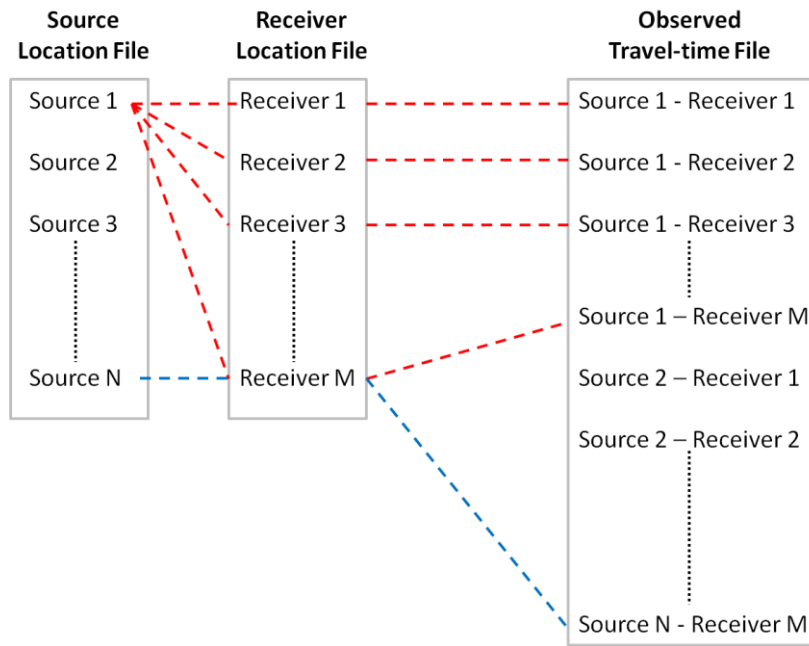 Source
Location File
Source 1
Source 2
Source 3
Source N
Receiver
Location File
Receiver 1
Receiver 2
Receiver 3
Receiver M
Observed
Travel-time File
Source 1 - Receiver 1
Source 1 - Receiver 2
Source 1 - Receiver 3
Source 1 – Receiver M
Source 2 – Receiver 1
Source 2 – Receiver 2
Source N - Receiver M